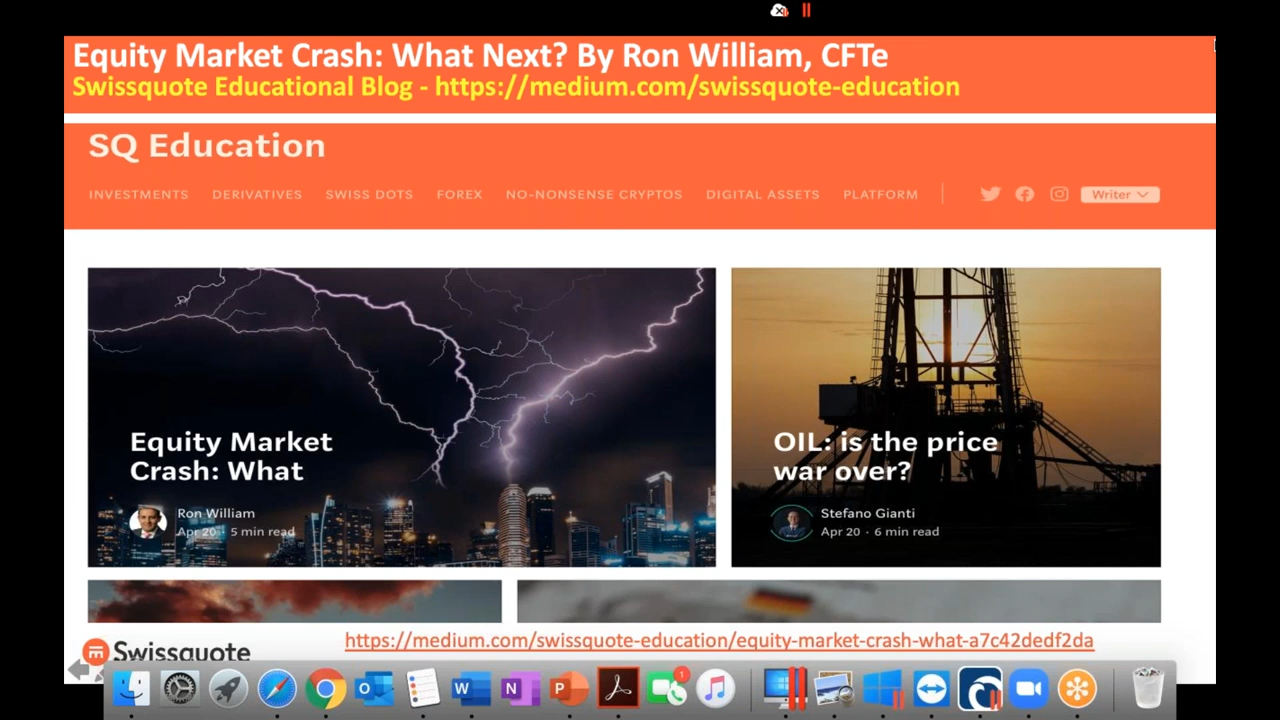 Equity Market Crash: What Next? By Ron William, CFTe
Swissquote Educational Blog - https://medium.com/swissquote-education
SQ Education
INVESTMENTS DERIVATIVES SWISS DOTS FOREX NO-NONSENSE CRYPTOS DIGITAL ASSETS PLATFORM Writer
Equity Market
Crash: What
Ron William
Apr 20 · 5 min read
OIL: is the price
war over?
Stefano Gianti
Apr 20 · 6 min read
https://medium.com/swissquote-education/equity-market-crash-what-a7c42dedf2da
Swissquote
W N P
1